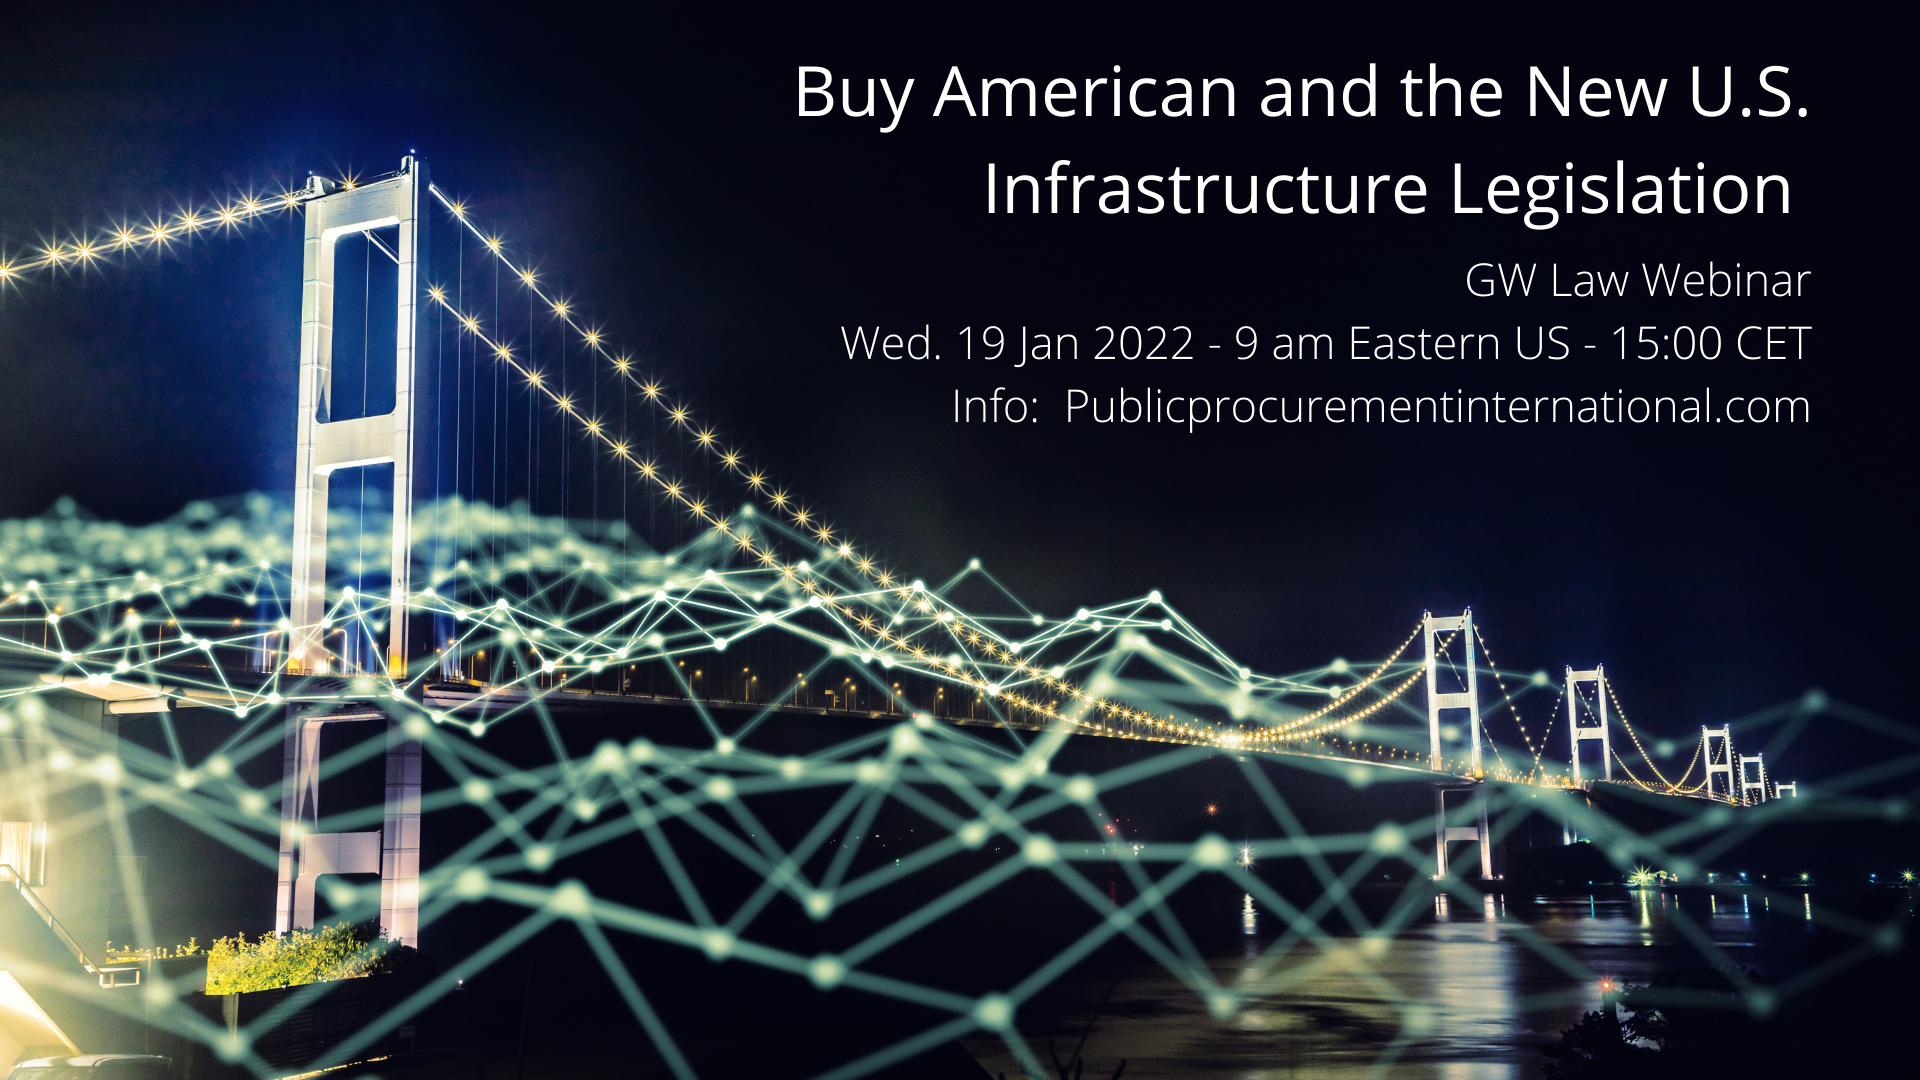 Buy American and the New U.S.
Infrastructure Legislation
GW Law Webinar
Wed. 19 Jan 2022 - 9 am Eastern US - 15:00 CET
Info:  Publicprocurementinternational.com